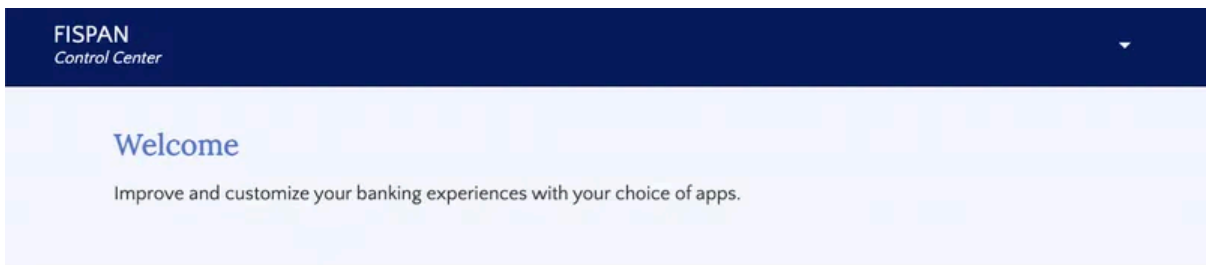 FISPAN
Control Center
Welcome
Improve and customize your banking experiences with your choice of apps.